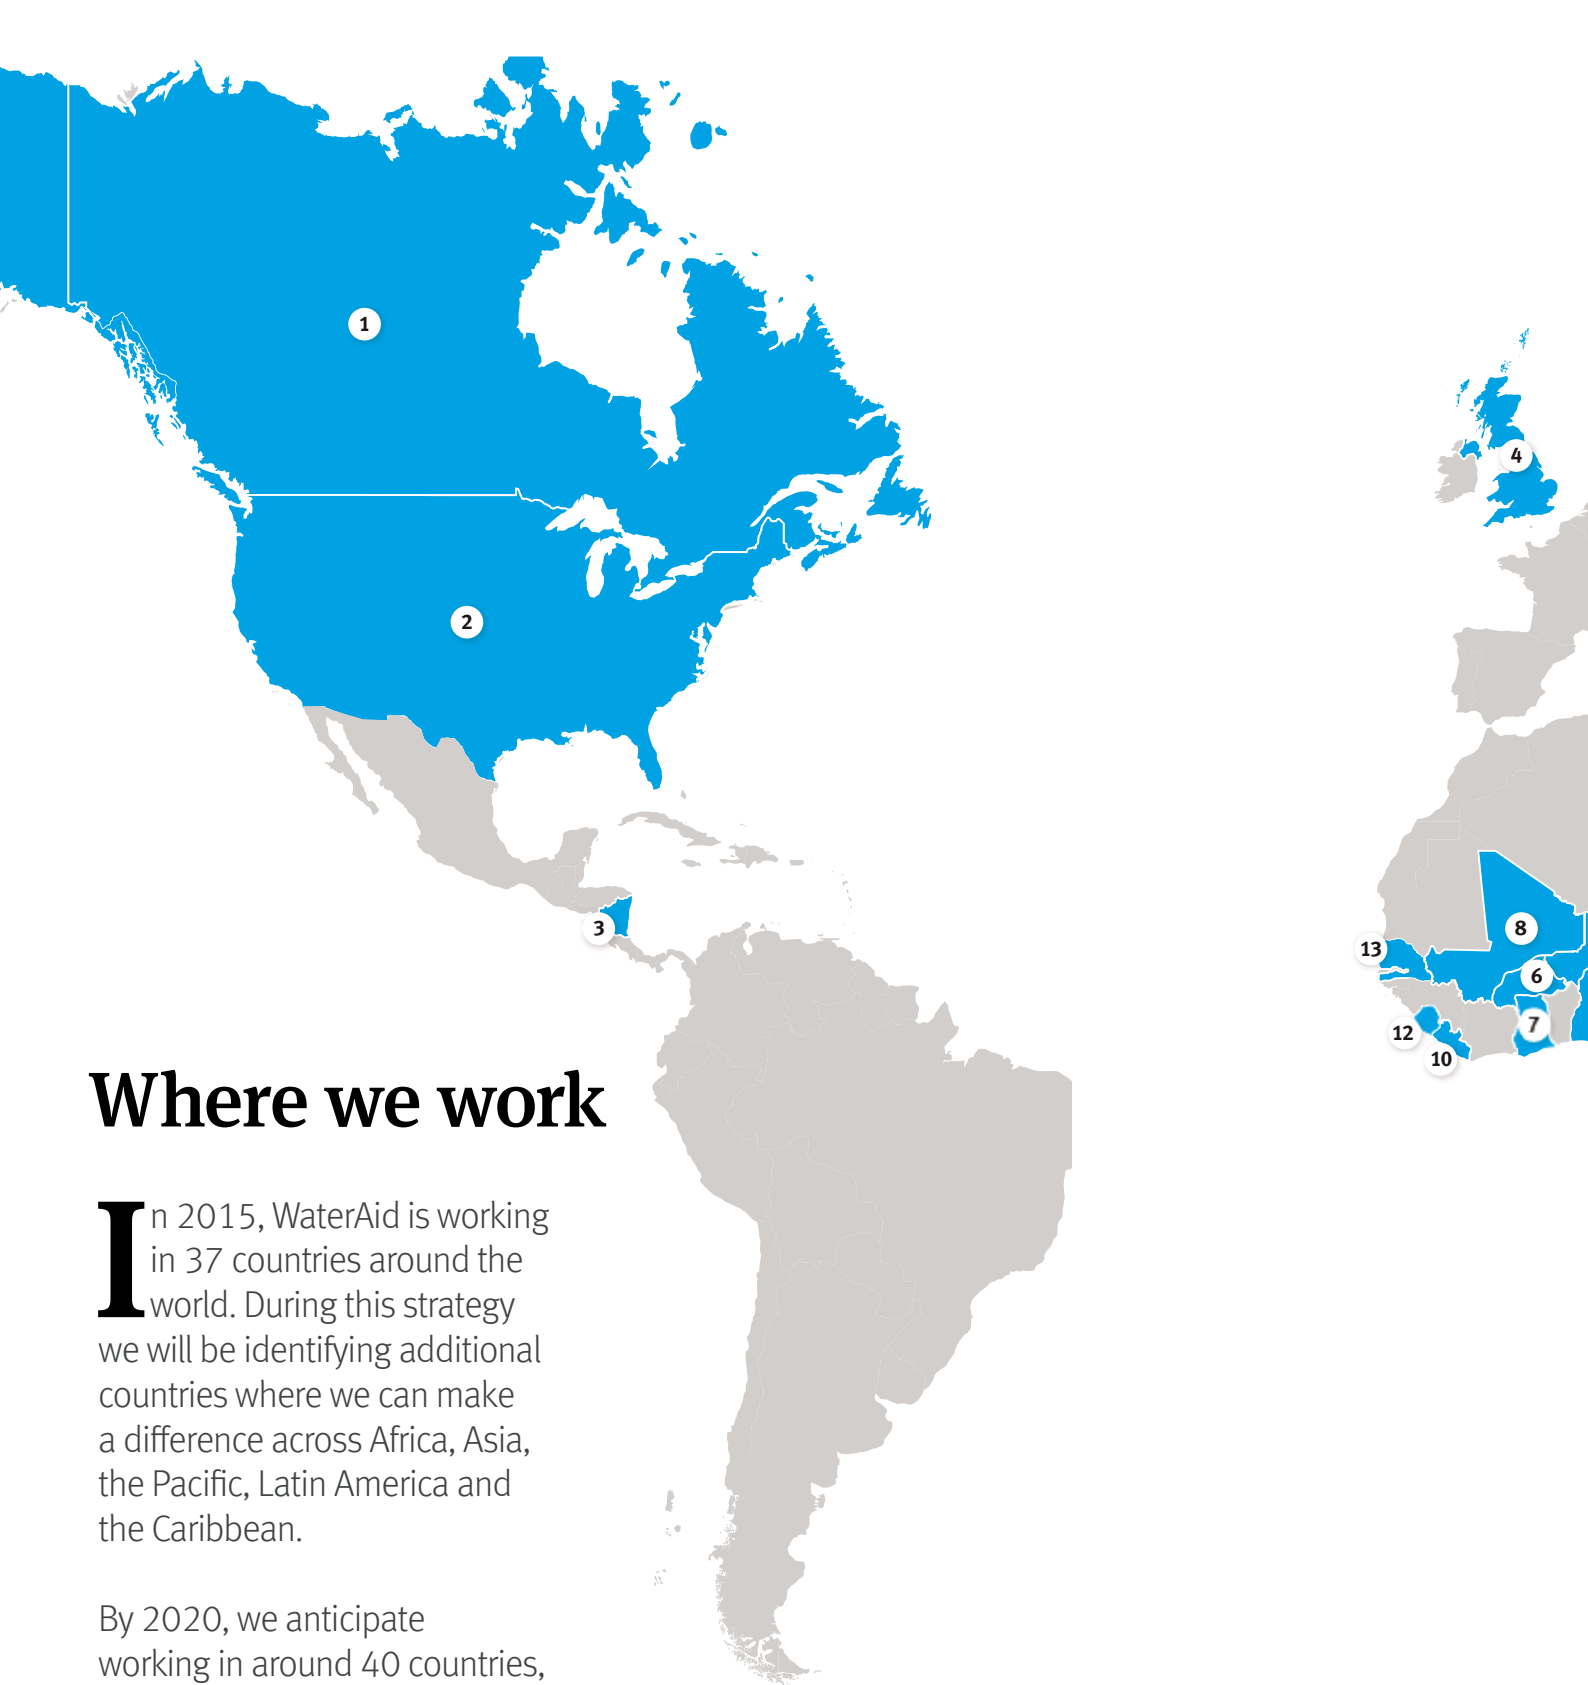 1
2
3
4
8
13
6
7
12
10
Where we work
In 2015, WaterAid is working
in 37 countries around the
world. During this strategy
we will be identifying additional
countries where we can make
a difference across Africa, Asia,
the Pacific, Latin America and
the Caribbean.
By 2020, we anticipate
working in around 40 countries,